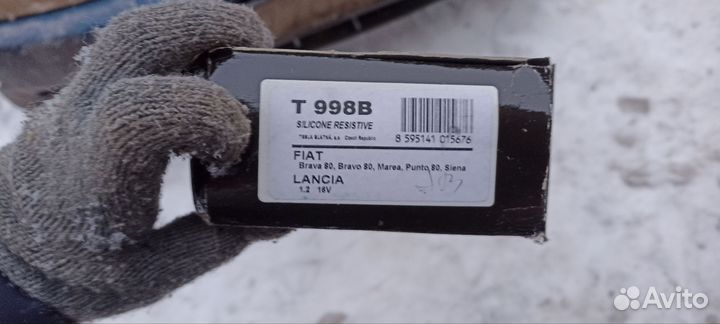 T 998B
SILICONE RESISTIVE
TESLA BLATNÁ, a.s. Czech Republic
8 595141 015676
FIAT
Brava 80, Bravo 80, Marea, Punto 80, Siena
LANCIA
1.2 16V
Avito